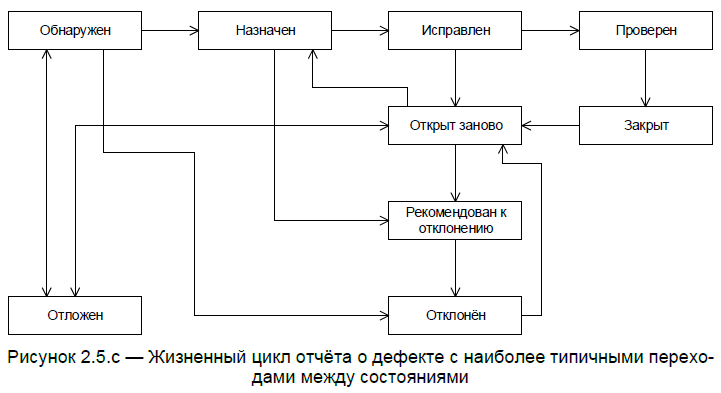 Обнаружен
Назначен
Исправлен
Проверен
Открыт заново
Закрыт
Рекомендован к
отклонению
Отложен
Отклонён
Рисунок 2.5.c — Жизненный цикл отчёта о дефекте с наиболее типичными перехо-
дами между состояниями